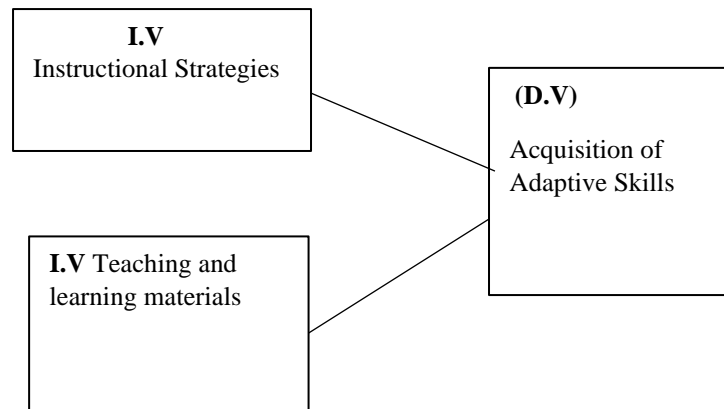 I.V
Instructional Strategies
(D.V)
Acquisition of
Adaptive Skills
I.V Teaching and
learning materials